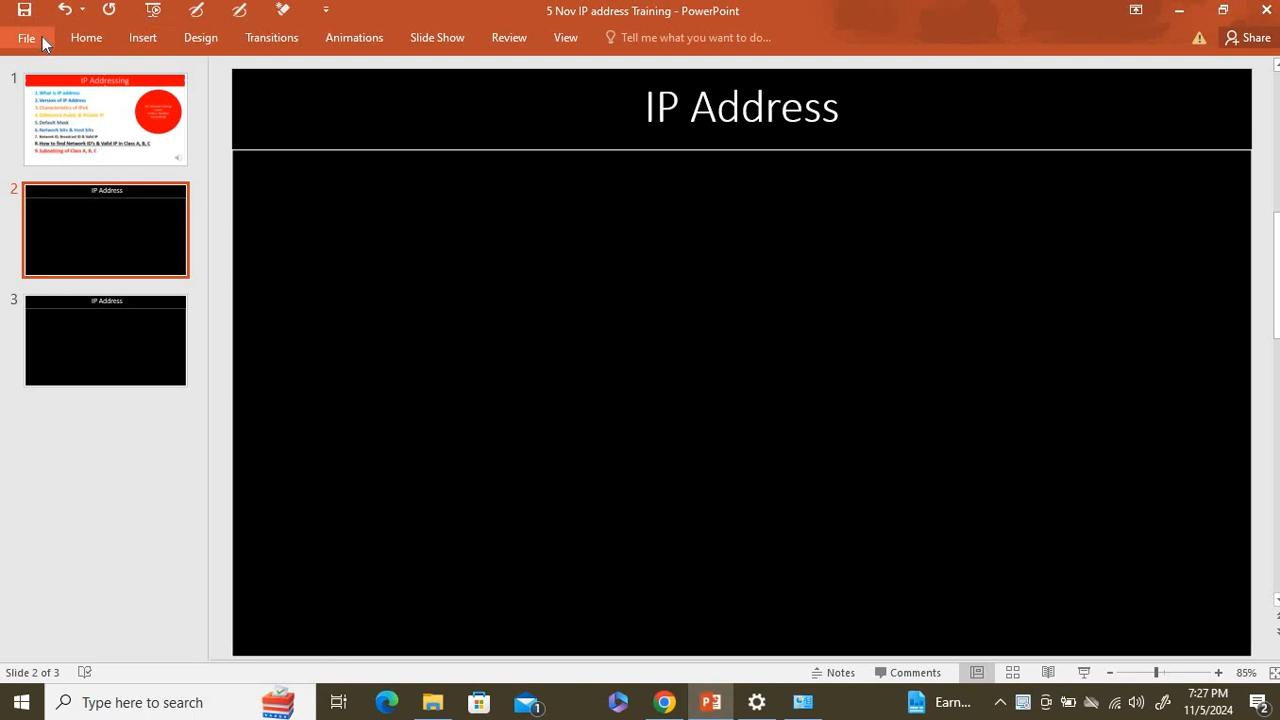 5 Nov IP address Training - PowerPoint
File
Home
Insert
Design
Transitions
Animations
Slide Show
Review
View
Tell me what you want to do...
Share
1
IP Addressing
1. What is IP address
2. Version of IP Address
3. Characteristics of IPv4
4. Difference Public & Private IP
5. Default Mask
6. Network bits & Host bits
7. Network ID, Broadcast ID & Valid IP
8. How to find Network ID's & Valid IP in Class A, B, C
9. Subnetting of Class A, B, C
2
IP Address
3
IP Address
IP Address
Slide 2 of 3
Notes
Comments
85%
Type here to search
1
Earn...
7:27 PM
11/5/2024
2